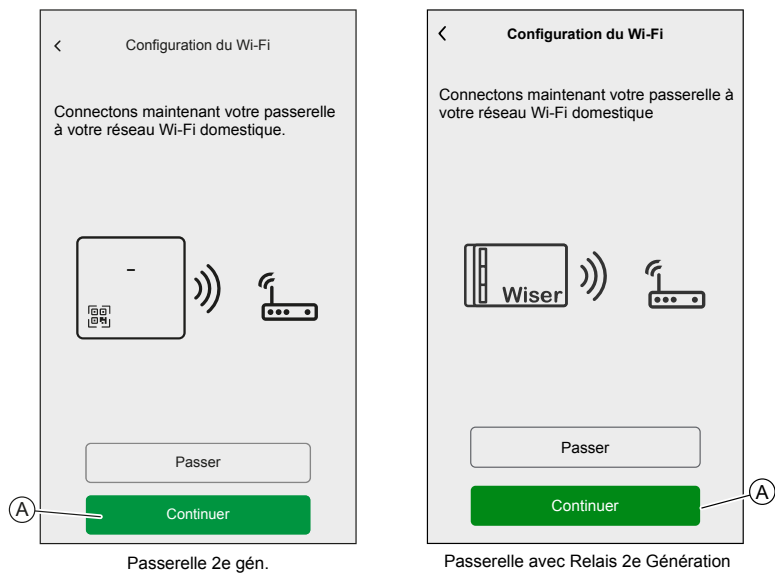 Configuration du Wi-Fi
Connectons maintenant votre passerelle
à votre réseau Wi-Fi domestique.
Passer
A
Continuer
Passerelle 2e gén.
Configuration du Wi-Fi
Connectons maintenant votre passerelle à
votre réseau Wi-Fi domestique
Wiser
Passer
Continuer
A
Passerelle avec Relais 2e Génération